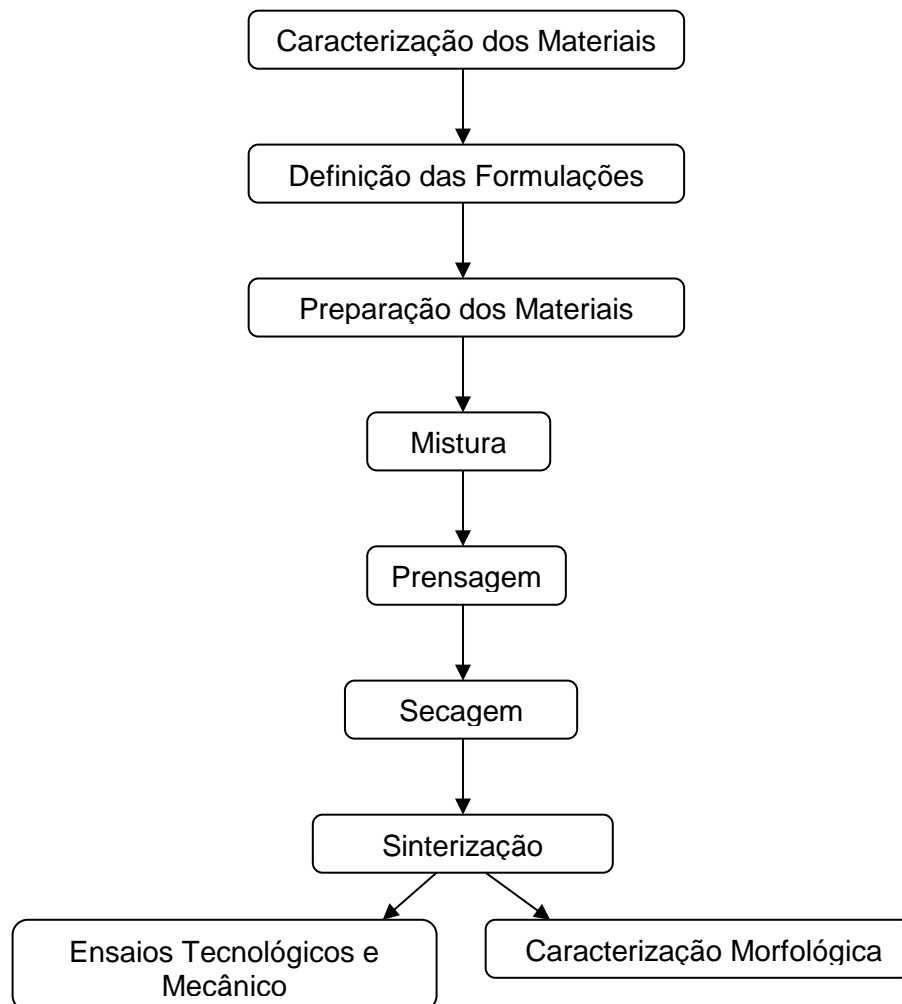 Caracterização dos Materiais
Definição das Formulações
Preparação dos Materiais
Mistura
Prensagem
Secagem
Sinterização
Ensaios Tecnológicos e
Mecânico
Caracterização Morfológica